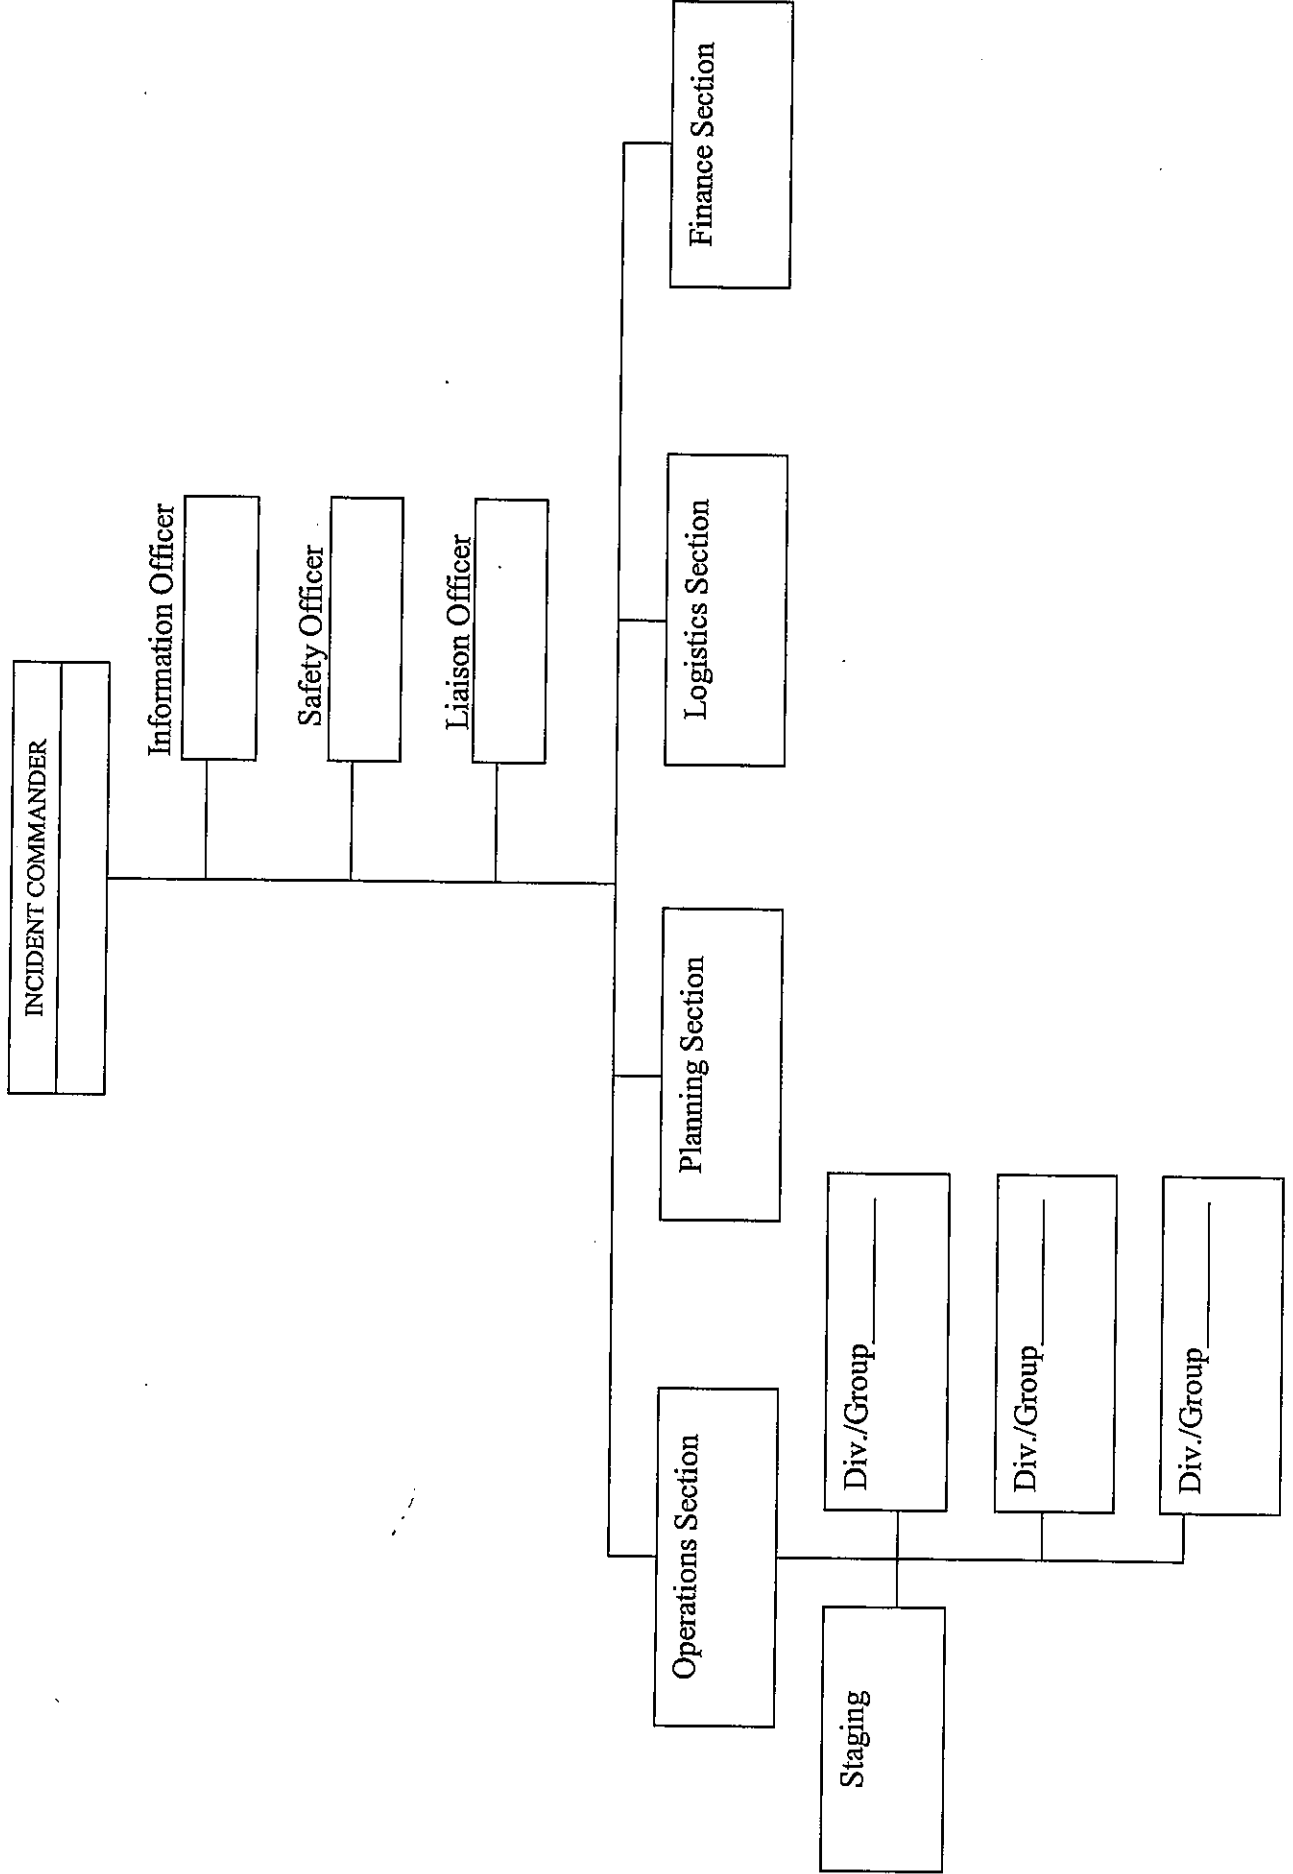 INCIDENT COMMANDER
Information Officer
Safety Officer
Liaison Officer
Operations Section
Planning Section
Logistics Section
Finance Section
Staging
Div./Group
Div./Group
Div./Group